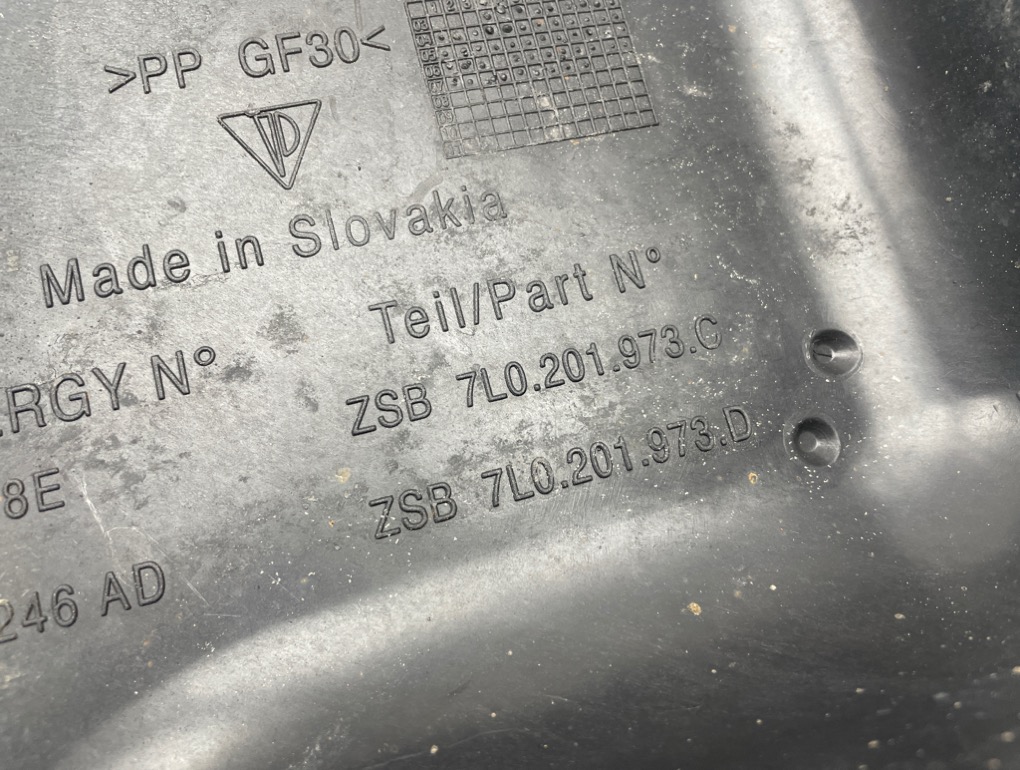 >PP GF30<
Made in Slovakia
Teil/Part N°
RGY N°
ZSB 7L0.201.973.C
8E
ZSB 7L0.201.973.D
246 AD